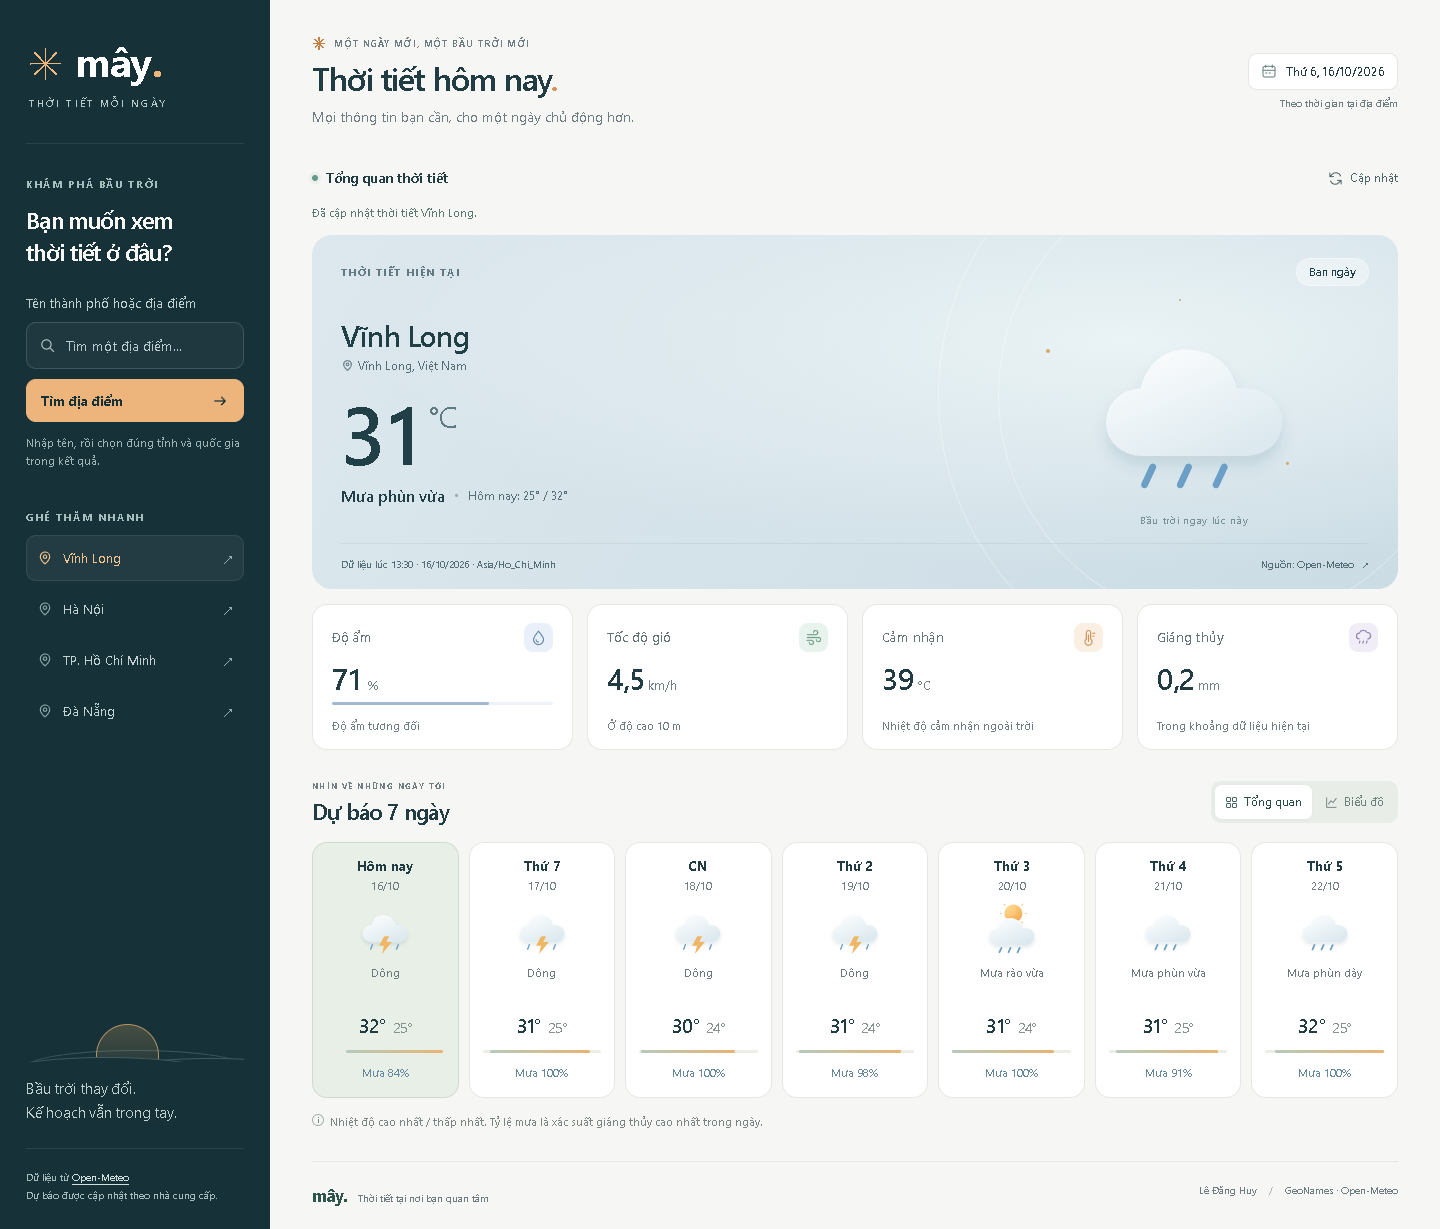 mây.
THỜI TIẾT MỖI NGÀY
KHÁM PHÁ BẦU TRỜI
Bạn muốn xem
thời tiết ở đâu?
Tên thành phố hoặc địa điểm
Tìm một địa điểm...
Tìm địa điểm
Nhập tên, rồi chọn đúng tỉnh và quốc gia
trong kết quả.
GHÉ THĂM NHANH
Vĩnh Long
Hà Nội
TP. Hồ Chí Minh
Đà Nẵng
Bầu trời thay đổi.
Kế hoạch vẫn trong tay.
Dữ liệu từ Open-Meteo
Dự báo được cập nhật theo nhà cung cấp.
MỘT NGÀY MỚI, MỘT BẦU TRỜI MỚI
Thời tiết hôm nay.
Mọi thông tin bạn cần, cho một ngày chủ động hơn.
Thứ 6, 16/10/2026
Theo thời gian tại địa điểm
Tổng quan thời tiết
Cập nhật
Đã cập nhật thời tiết Vĩnh Long.
THỜI TIẾT HIỆN TẠI
Ban ngày
Vĩnh Long
Vĩnh Long, Việt Nam
31 °C
Mưa phùn vừa • Hôm nay: 25° / 32°
Bầu trời ngay lúc này
Dữ liệu lúc 13:30 · 16/10/2026 · Asia/Ho_Chi_Minh
Nguồn: Open-Meteo ↗
Độ ẩm
71 %
Độ ẩm tương đối
Tốc độ gió
4,5 km/h
Ở độ cao 10 m
Cảm nhận
39 °C
Nhiệt độ cảm nhận ngoài trời
Giáng thủy
0,2 mm
Trong khoảng dữ liệu hiện tại
NHÌN VỀ NHỮNG NGÀY TỚI
Dự báo 7 ngày
Tổng quan
Biểu đồ
Hôm nay
16/10
Dông
32° 25°
Mưa 84%
Thứ 7
17/10
Dông
31° 25°
Mưa 100%
CN
18/10
Dông
30° 24°
Mưa 100%
Thứ 2
19/10
Dông
31° 24°
Mưa 98%
Thứ 3
20/10
Mưa rào vừa
31° 24°
Mưa 100%
Thứ 4
21/10
Mưa phùn vừa
31° 25°
Mưa 91%
Thứ 5
22/10
Mưa phùn dày
32° 25°
Mưa 100%
Nhiệt độ cao nhất / thấp nhất. Tỷ lệ mưa là xác suất giáng thủy cao nhất trong ngày.
mây. Thời tiết tại nơi bạn quan tâm
Lê Đăng Huy / GeoNames · Open-Meteo